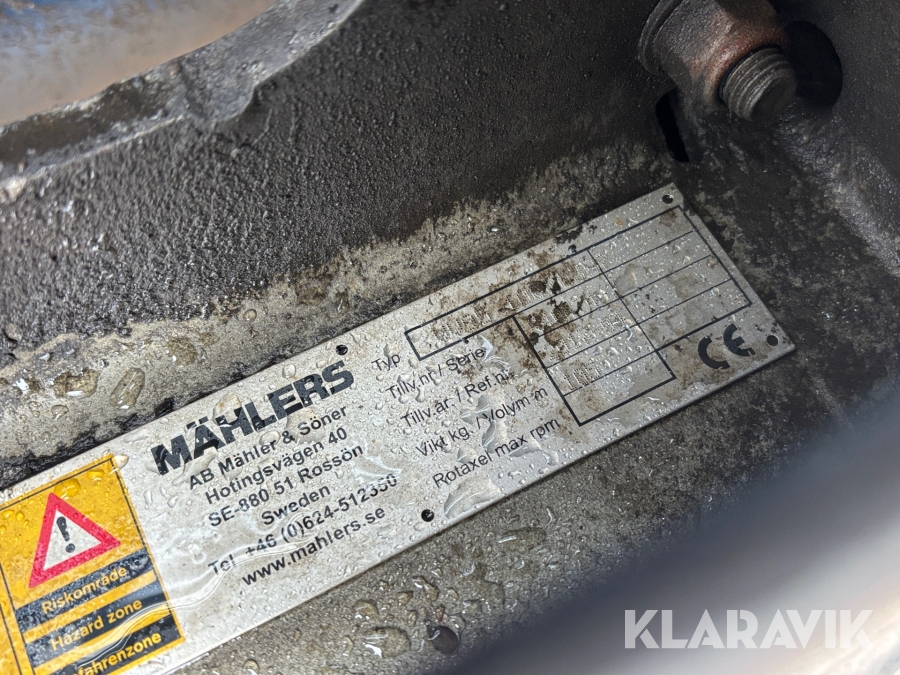 MÄHLERS
AB Mähler & Söner
Hotingsvägen 40
SE-880 51 Rossön
Sweden
Tel +46 (0)624-512350
www.mahlers.se
Typ
Tillv.nr / Serie
Tillv.år. / Ref.nr.
Vikt kg. / Volym m
Rotaxel max rpm
CE
Riskområde
Hazard zone
fahrenzone
KLARAVIK